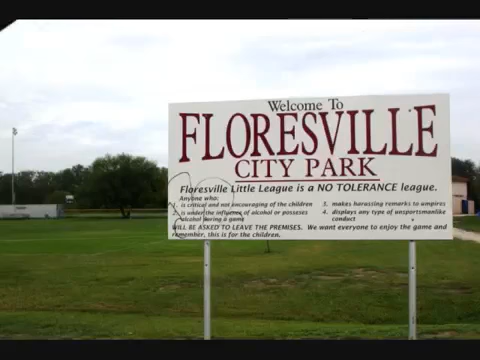 Welcome To
FLORESVILLE
CITY PARK
Floresville Little League is a NO TOLERANCE league.
Anyone who:
1. is critical and not encouraging of the children
2. is under the influence of alcohol or possesses
alcohol during a game
3. makes harassing remarks to umpires
4. displays any type of unsportsmanlike
conduct
WILL BE ASKED TO LEAVE THE PREMISES. We want everyone to enjoy the game and
remember, this is for the children.